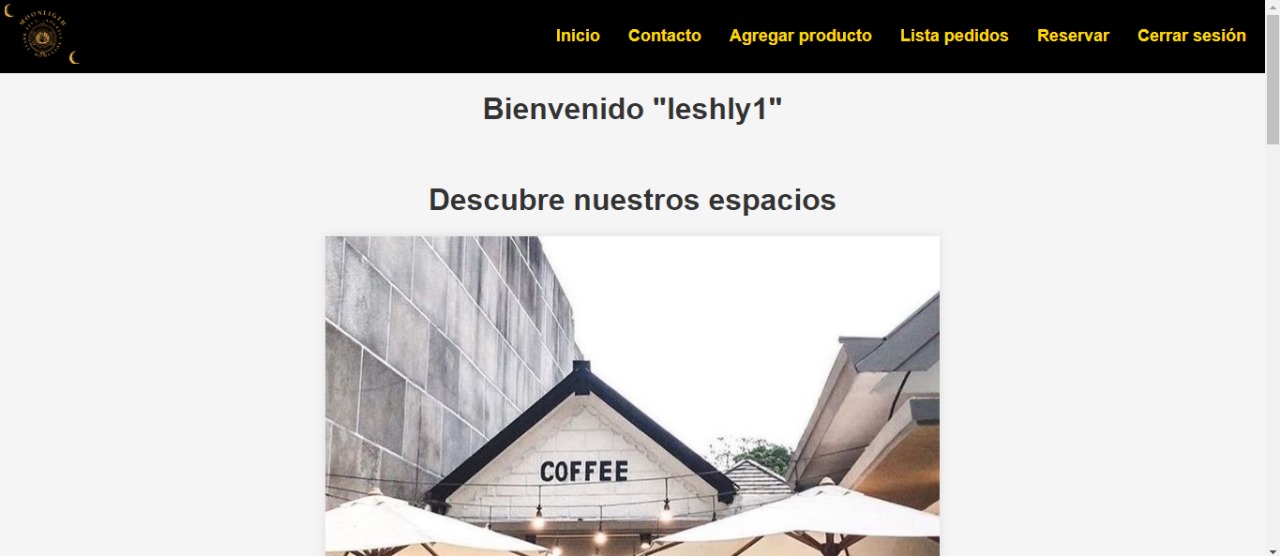 MOONLIGTH
Inicio Contacto Agregar producto Lista pedidos Reservar Cerrar sesión
Bienvenido "leshly1"
Descubre nuestros espacios
COFFEE